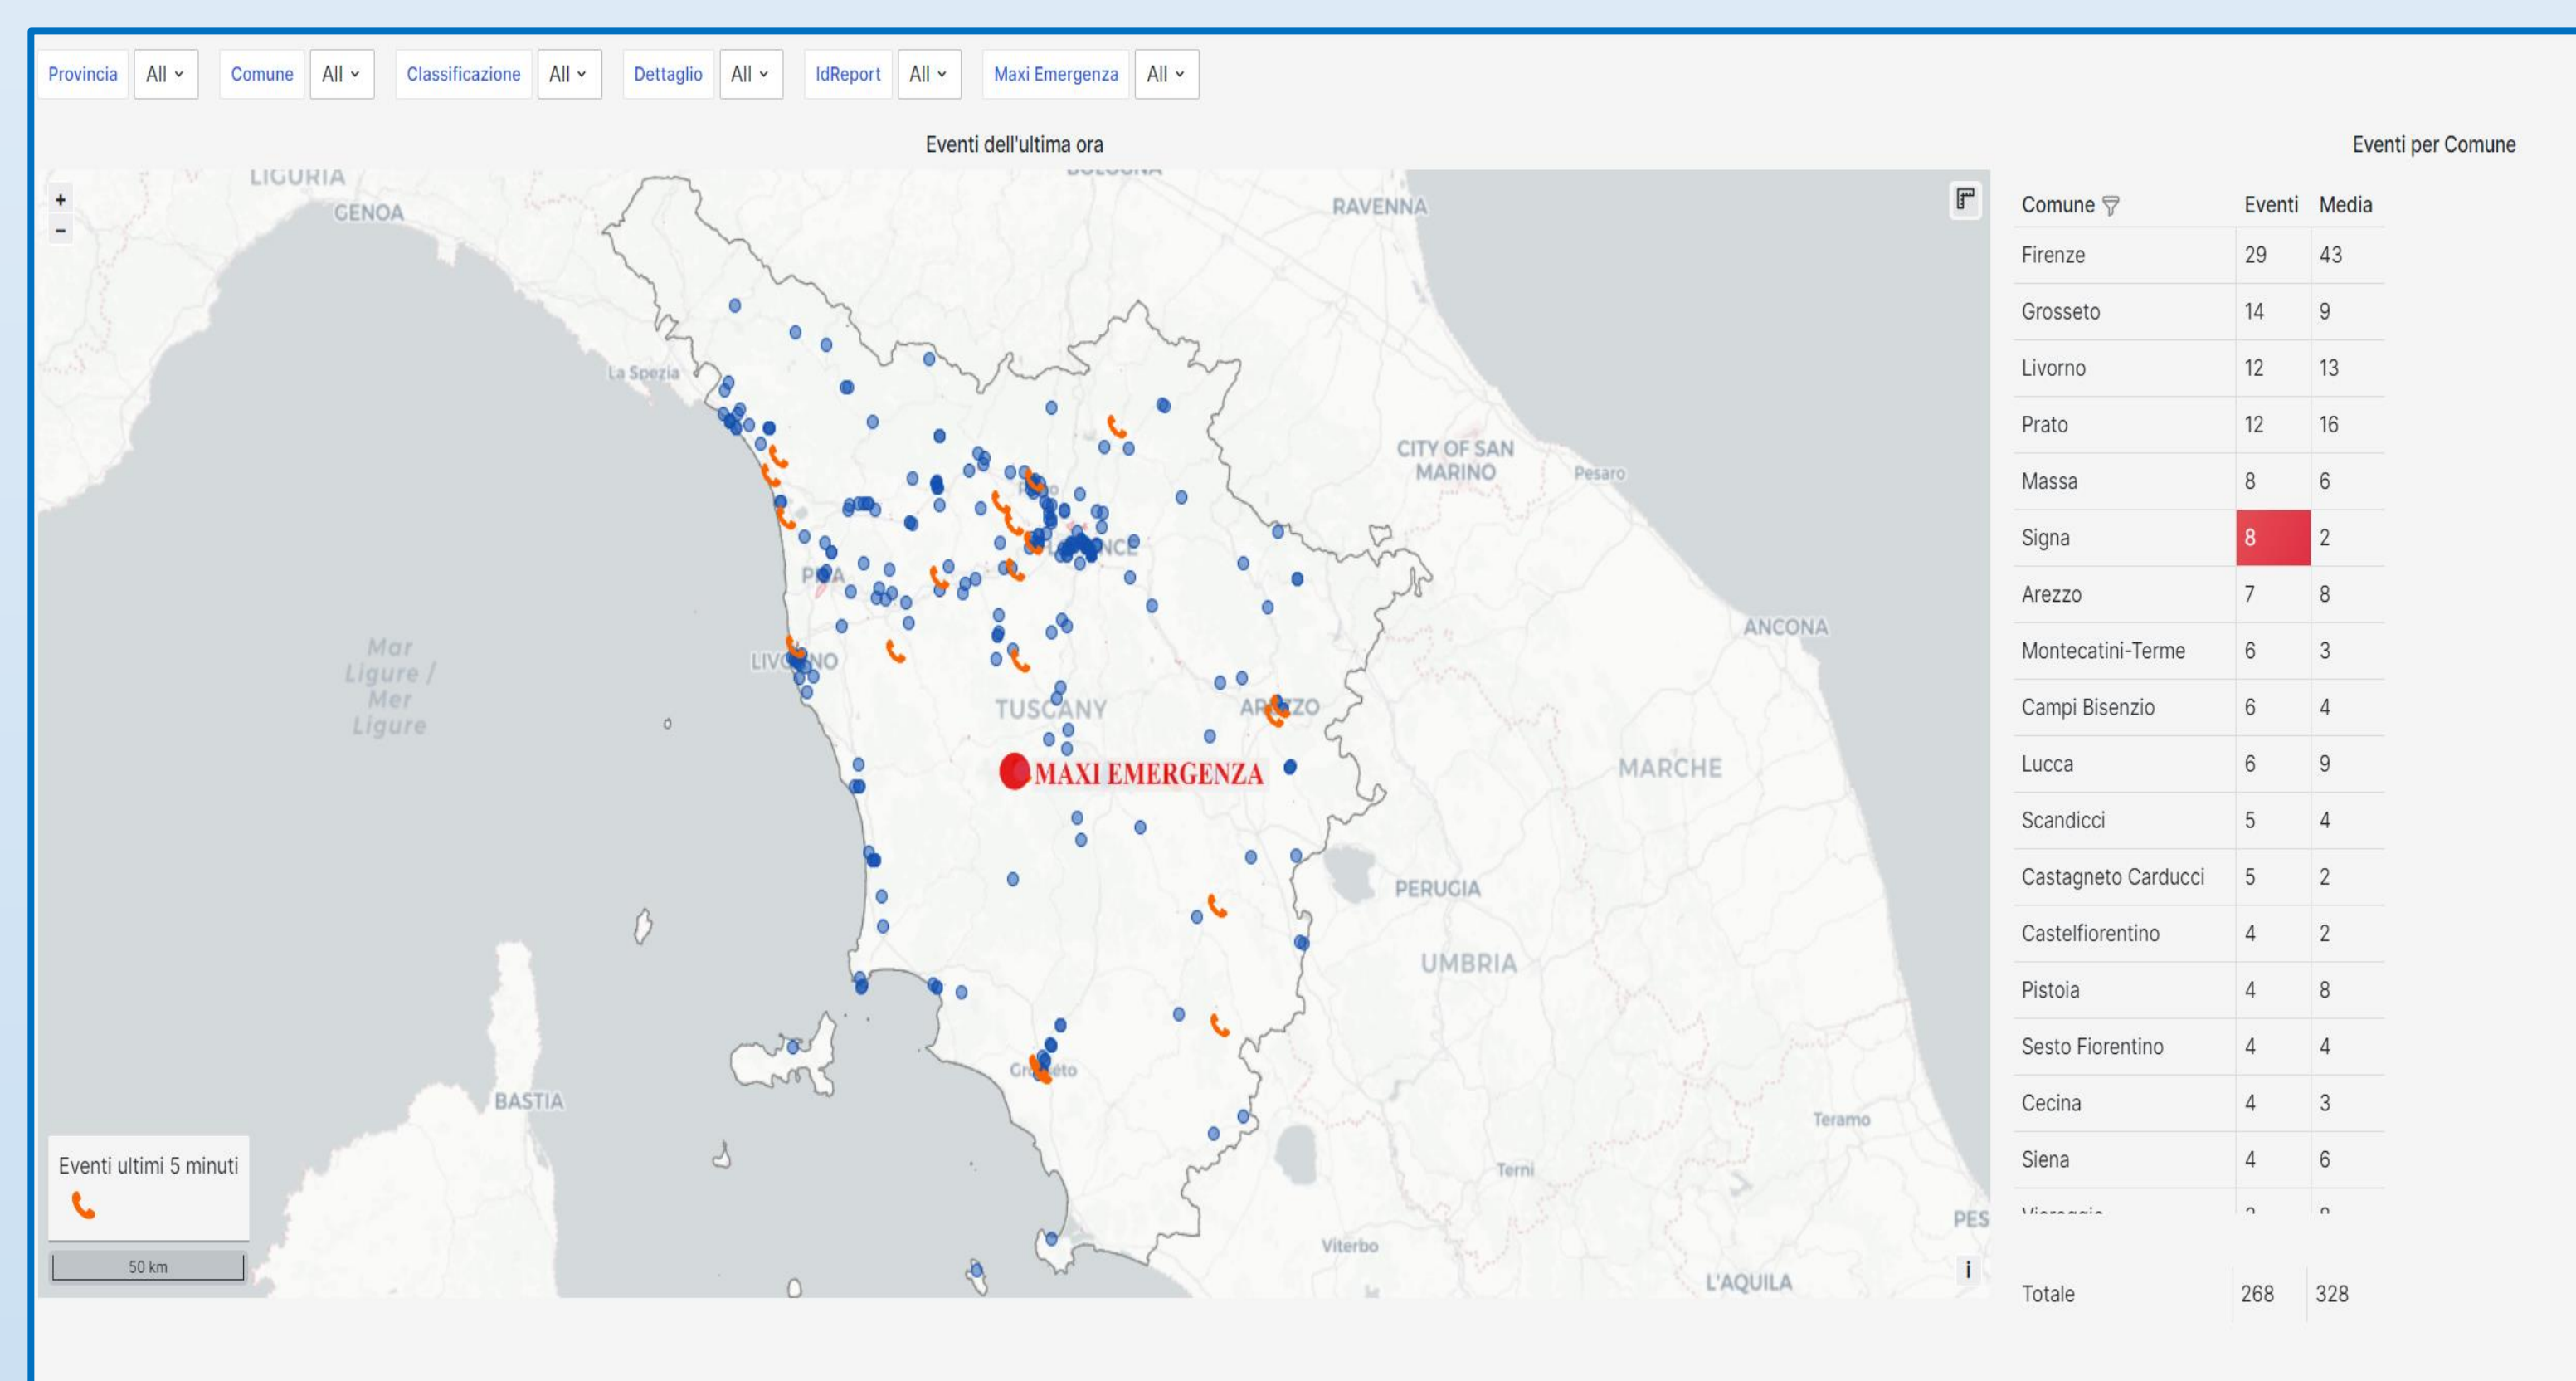 Provincia All Comune All Classificazione All Dettaglio All IdReport All Maxi Emergenza All
Eventi dell'ultima ora
Eventi per Comune
+
-
LIGURIA
GENOA
BOLOGNA
RAVENNA
La Spezia
CITY OF SAN
MARINO
Pesaro
ANCONA
LIVORNO
Mar
Ligure /
Mer
Ligure
TUSCANY
AREZZO
MAXI EMERGENZA
MARCHE
PERUGIA
UMBRIA
Grosseto
BASTIA
Teramo
Terni
PES
Viterbo
L'AQUILA
Eventi ultimi 5 minuti
50 km
i
Comune Eventi Media
Firenze 29 43
Grosseto 14 9
Livorno 12 13
Prato 12 16
Massa 8 6
Signa 8 2
Arezzo 7 8
Montecatini-Terme 6 3
Campi Bisenzio 6 4
Lucca 6 9
Scandicci 5 4
Castagneto Carducci 5 2
Castelfiorentino 4 2
Pistoia 4 8
Sesto Fiorentino 4 4
Cecina 4 3
Siena 4 6
Totale 268 328